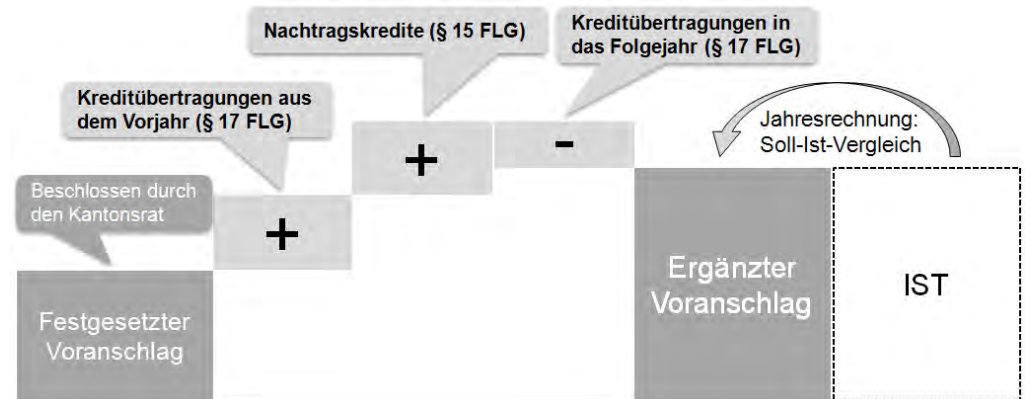 Nachtragskredite (§ 15 FLG)
Kreditübertragungen in
das Folgejahr (§ 17 FLG)
Kreditübertragungen aus
dem Vorjahr (§ 17 FLG)
Jahresrechnung:
Soll-Ist-Vergleich
Beschlossen durch
den Kantonsrat
+
+
-
Festgesetzter
Voranschlag
Ergänzter
Voranschlag
IST